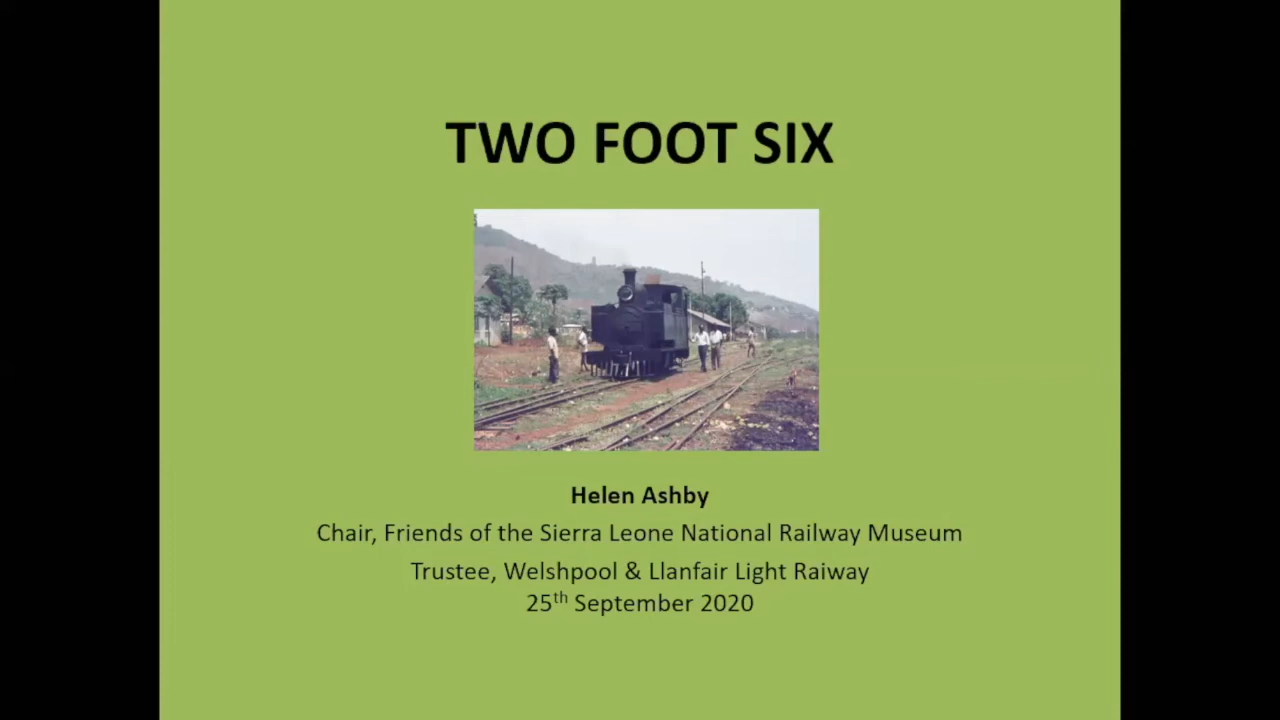 TWO FOOT SIX
Helen Ashby
Chair, Friends of the Sierra Leone National Railway Museum
Trustee, Welshpool & Llanfair Light Raiway
25th September 2020